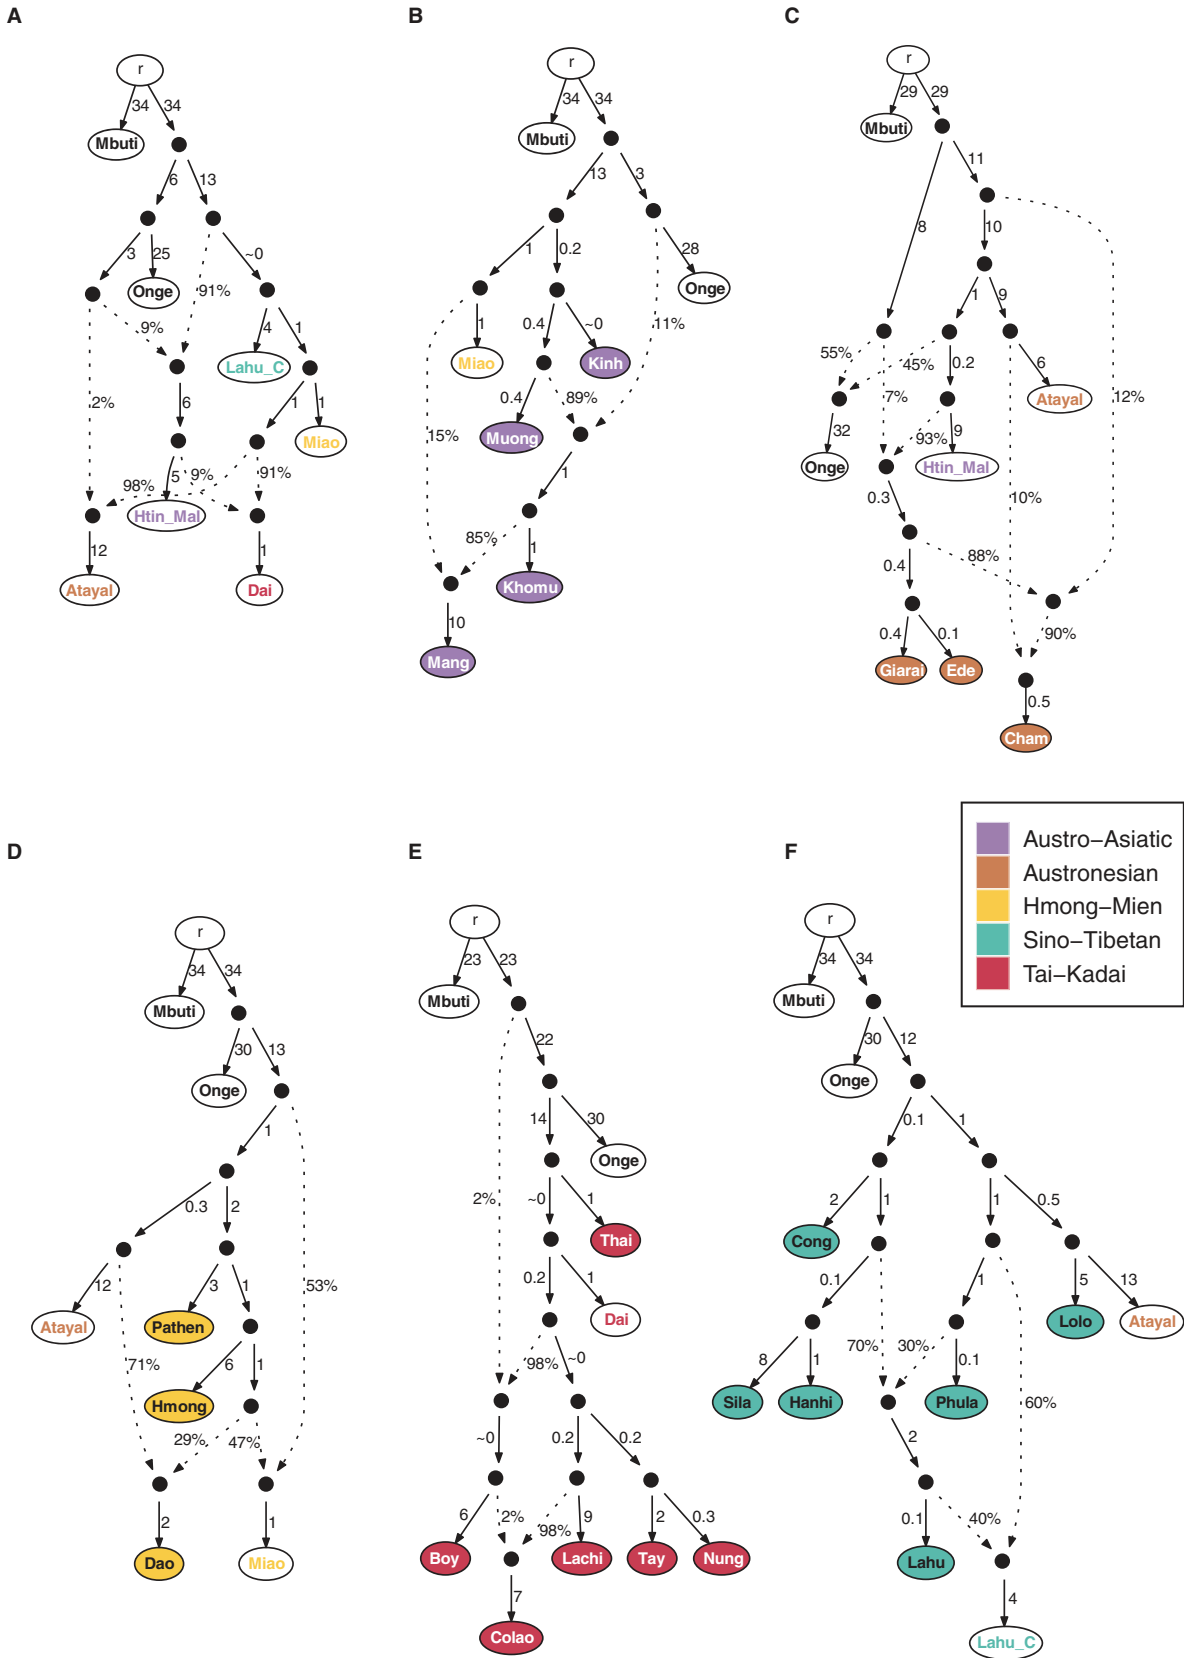 A
B
C
r
r
r
34
34
34
34
29
29
Mbuti
Mbuti
Mbuti
6
13
13
3
11
8
10
3
25
~0
1
0.2
28
Onge
91%
Onge
9%
4
1
0.4
~0
11%
1
9
Lahu_C
Miao
1
Kinh
55%
45%
0.2
6
2%
6
1
1
0.4
89%
7%
12%
Atayal
Miao
Muong
15%
32
93%
9
98%
5
9%
91%
1
Onge
Htin_Mal
Htin_Mal
85%
0.3
10%
12
1
1
0.4
88%
Atayal
Dai
Khomu
10
0.4
0.1
90%
Mang
Giarai
Ede
0.5
Cham
Austro−Asiatic
Austronesian
Hmong−Mien
Sino−Tibetan
Tai−Kadai
D
E
F
r
r
r
34
34
23
23
34
34
Mbuti
Mbuti
Mbuti
30
13
22
30
12
Onge
Onge
1
14
30
0.1
1
Onge
0.3
2
2%
~0
1
2
1
1
0.5
Thai
Cong
12
3
1
53%
0.2
1
0.1
1
5
13
Atayal
Pathen
Dai
Lolo
Atayal
71%
6
1
98%
~0
8
1
70%
30%
0.1
Hmong
Sila
Hanhi
Phula
60%
29%
47%
~0
0.2
0.2
2
2
1
6
2%
98%
9
2
0.3
0.1
40%
Dao
Miao
Boy
Lachi
Tay
Nung
Lahu
7
4
Colao
Lahu_C